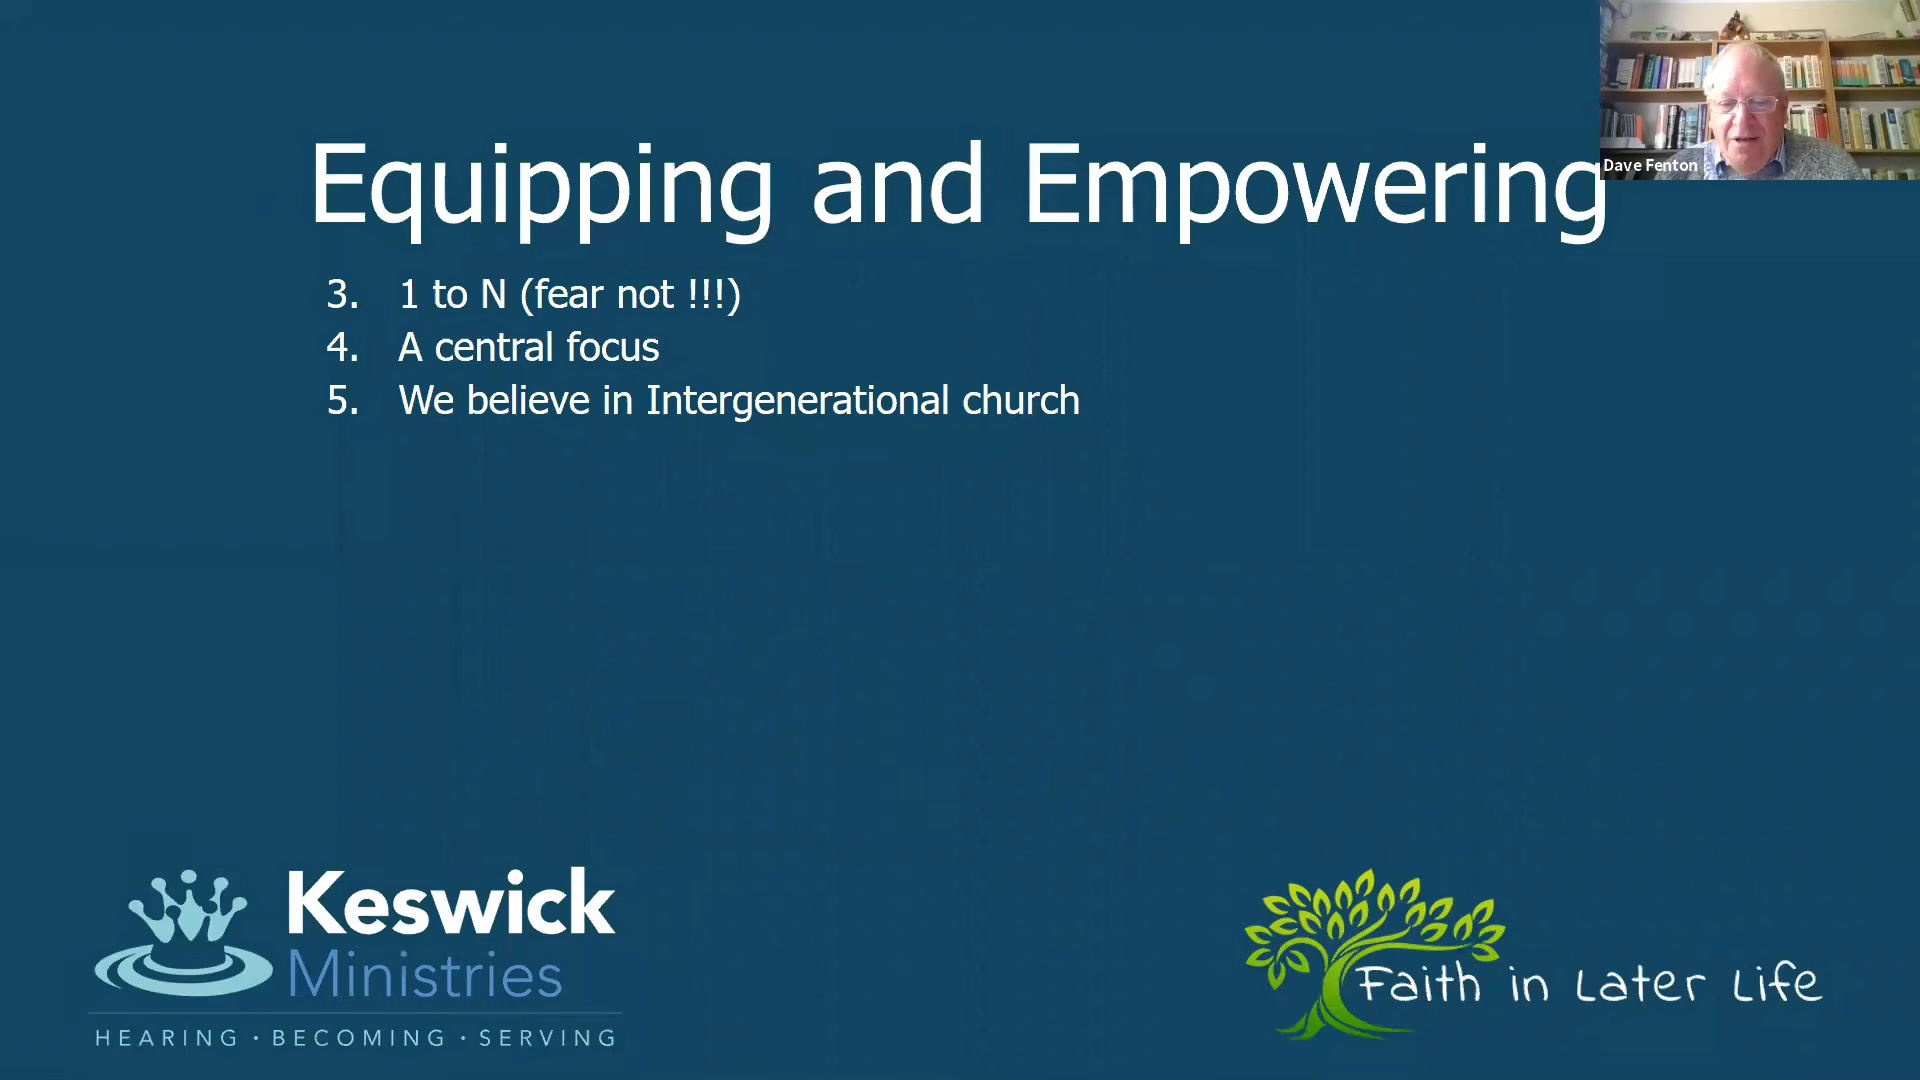 Equipping and Empowering
Dave Fenton
3. 1 to N (fear not !!!)
4. A central focus
5. We believe in Intergenerational church
Keswick
Ministries
HEARING · BECOMING · SERVING
Faith in Later Life